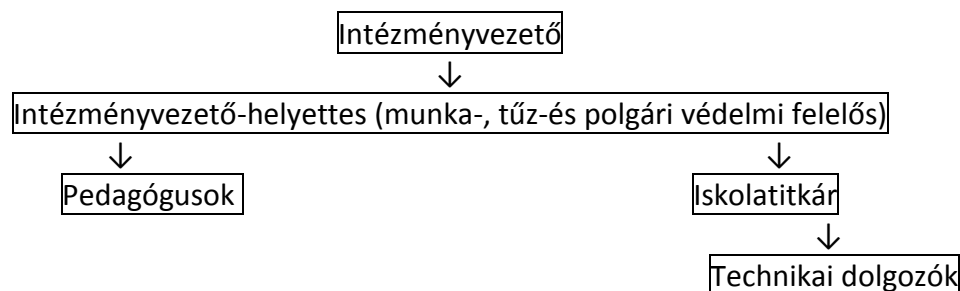 Intézményvezető
↓
Intézményvezető-helyettes (munka-, tűz-és polgári védelmi felelős)
↓ ↓
Pedagógusok Iskolatitkár
↓
Technikai dolgozók